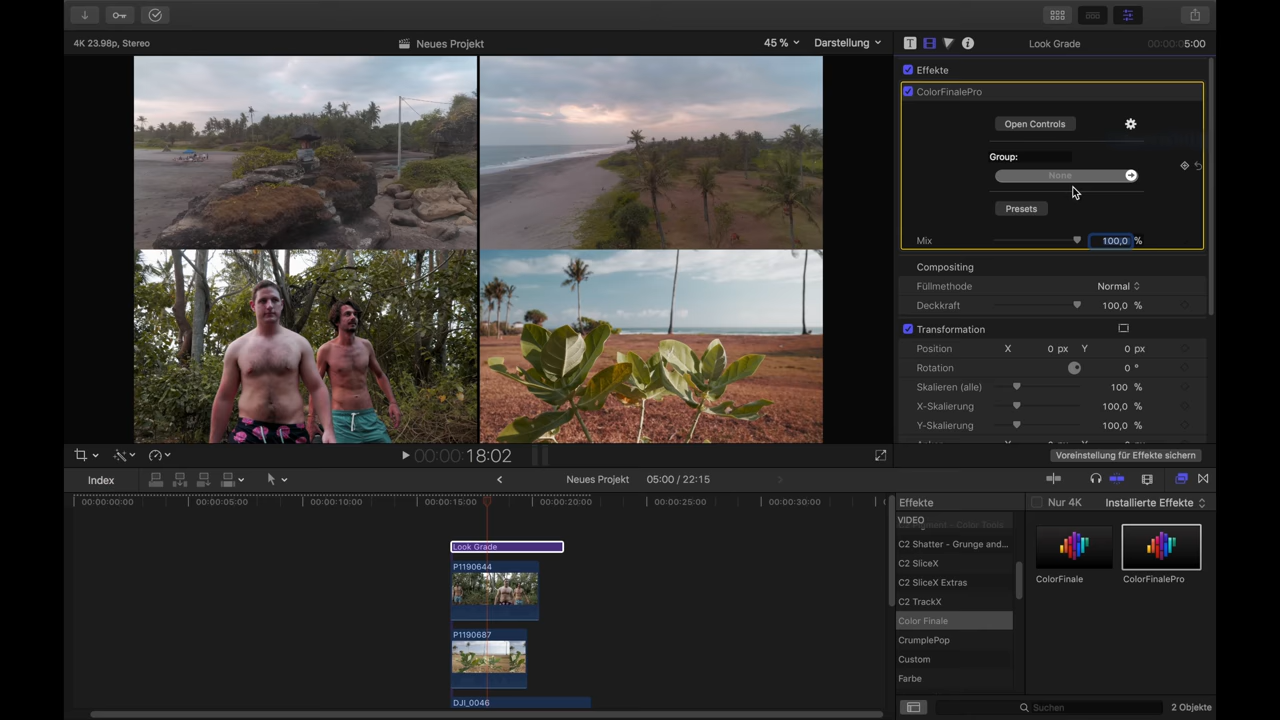 4K 23.98p, Stereo
Neues Projekt
45 %
Darstellung
Look Grade
00:00:05:00
Effekte
ColorFinalePro
Open Controls
Group:
None
Presets
Mix
100,0 %
Compositing
Füllmethode
Normal
Deckkraft
100,0 %
Transformation
Position
X
0 px
Y
0 px
Rotation
0 °
Skalieren (alle)
100 %
X-Skalierung
100,0 %
Y-Skalierung
100,0 %
00:00:18:02
Voreinstellung für Effekte sichern
Index
Neues Projekt
05:00 / 22:15
Effekte
Nur 4K
Installierte Effekte
00:00:00:00
00:00:05:00
00:00:10:00
00:00:15:00
00:00:20:00
00:00:25:00
00:00:30:00
VIDEO
C2 Shatter - Grunge and...
C2 SliceX
C2 SliceX Extras
C2 TrackX
Color Finale
CrumplePop
Custom
Farbe
ColorFinale
ColorFinalePro
Look Grade
P1190644
P1190687
DJI_0046
Suchen
2 Objekte